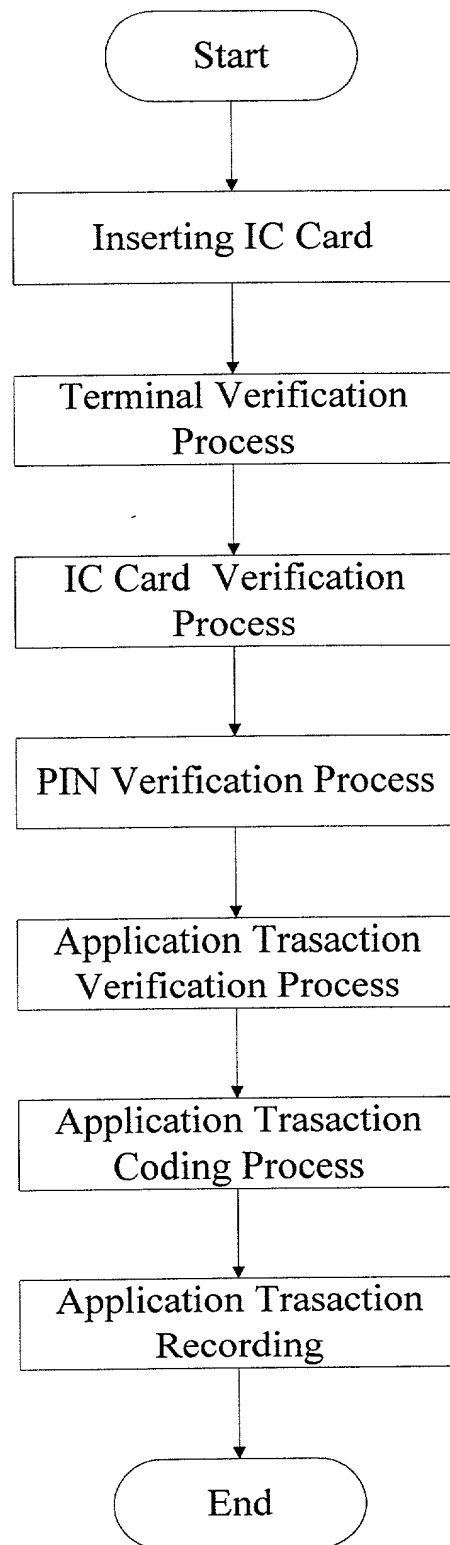 Start
Inserting IC Card
Terminal Verification
Process
IC Card Verification
Process
PIN Verification Process
Application Trasaction
Verification Process
Application Trasaction
Coding Process
Application Trasaction
Recording
End